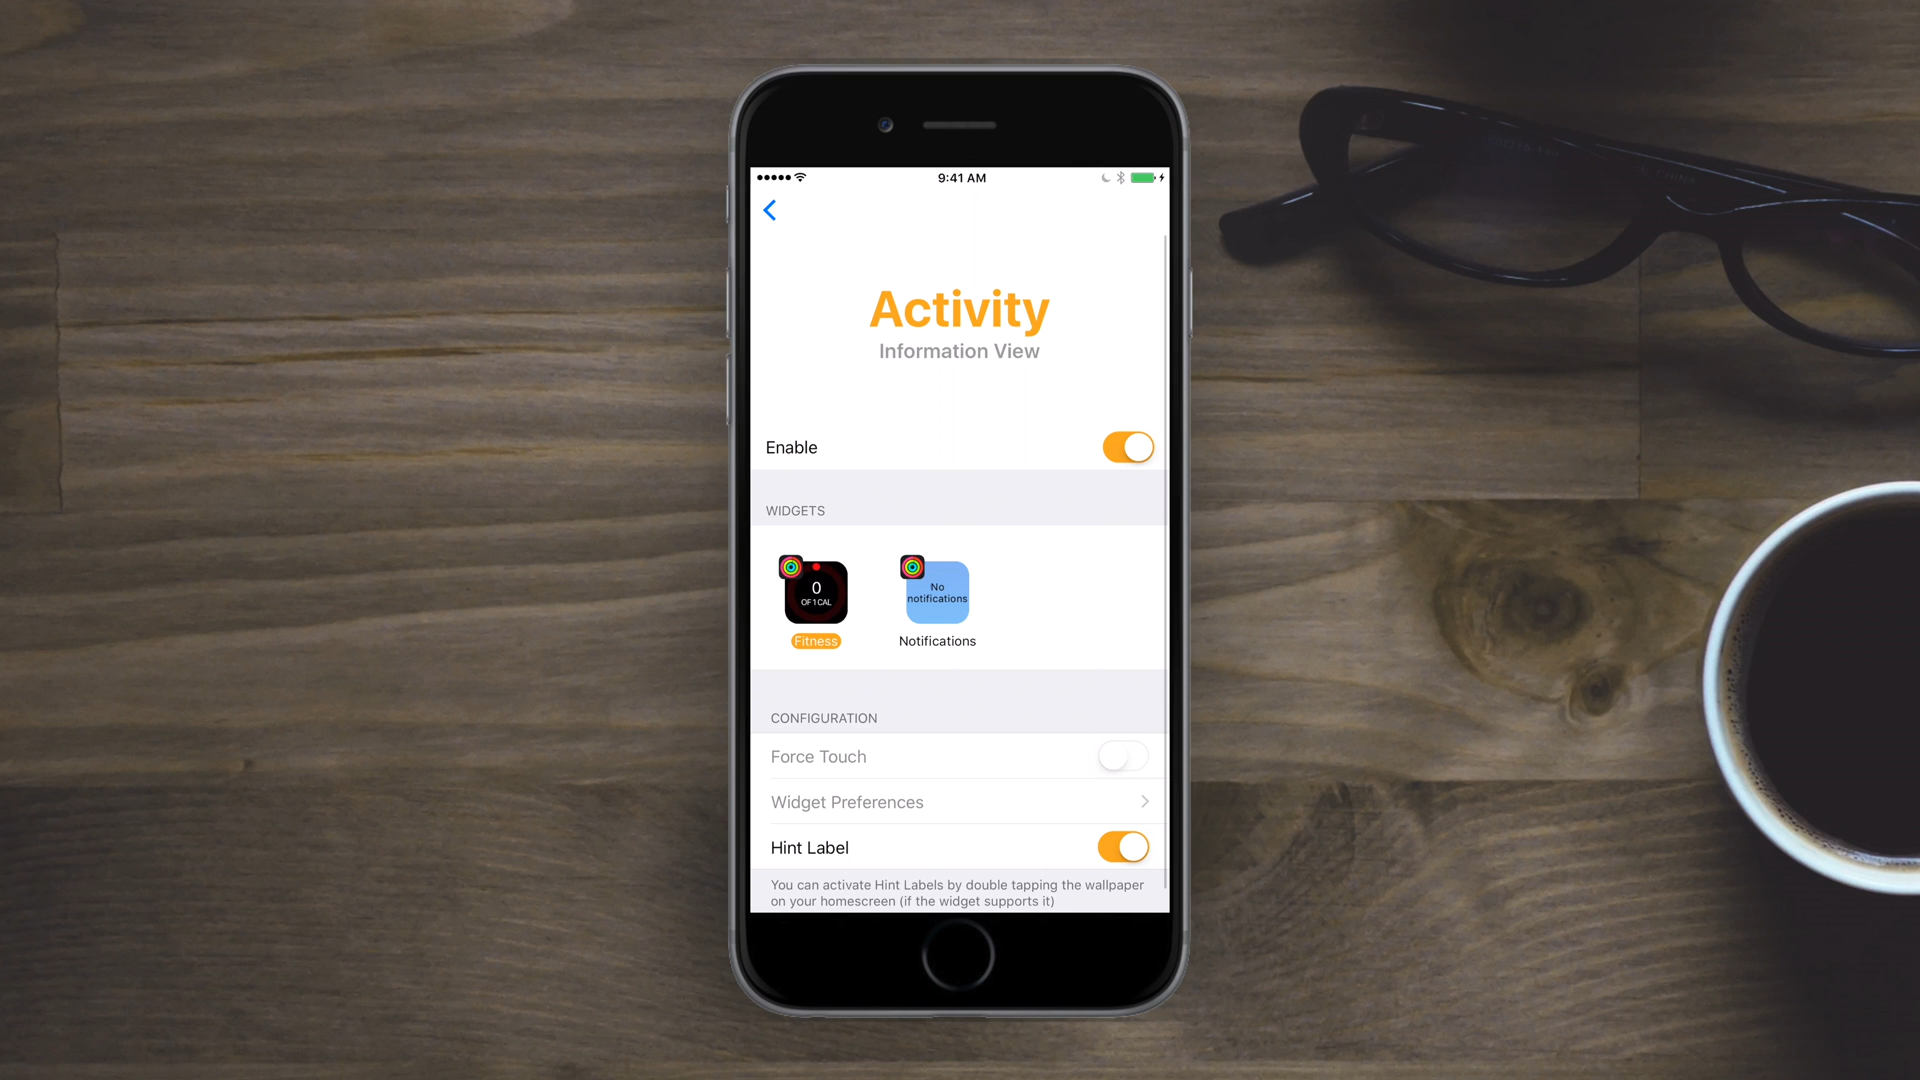 9:41 AM
Activity
Information View
Enable
WIDGETS
0
OF 1 CAL
No
notifications
Fitness
Notifications
CONFIGURATION
Force Touch
Widget Preferences
Hint Label
You can activate Hint Labels by double tapping the wallpaper
on your homescreen (if the widget supports it)